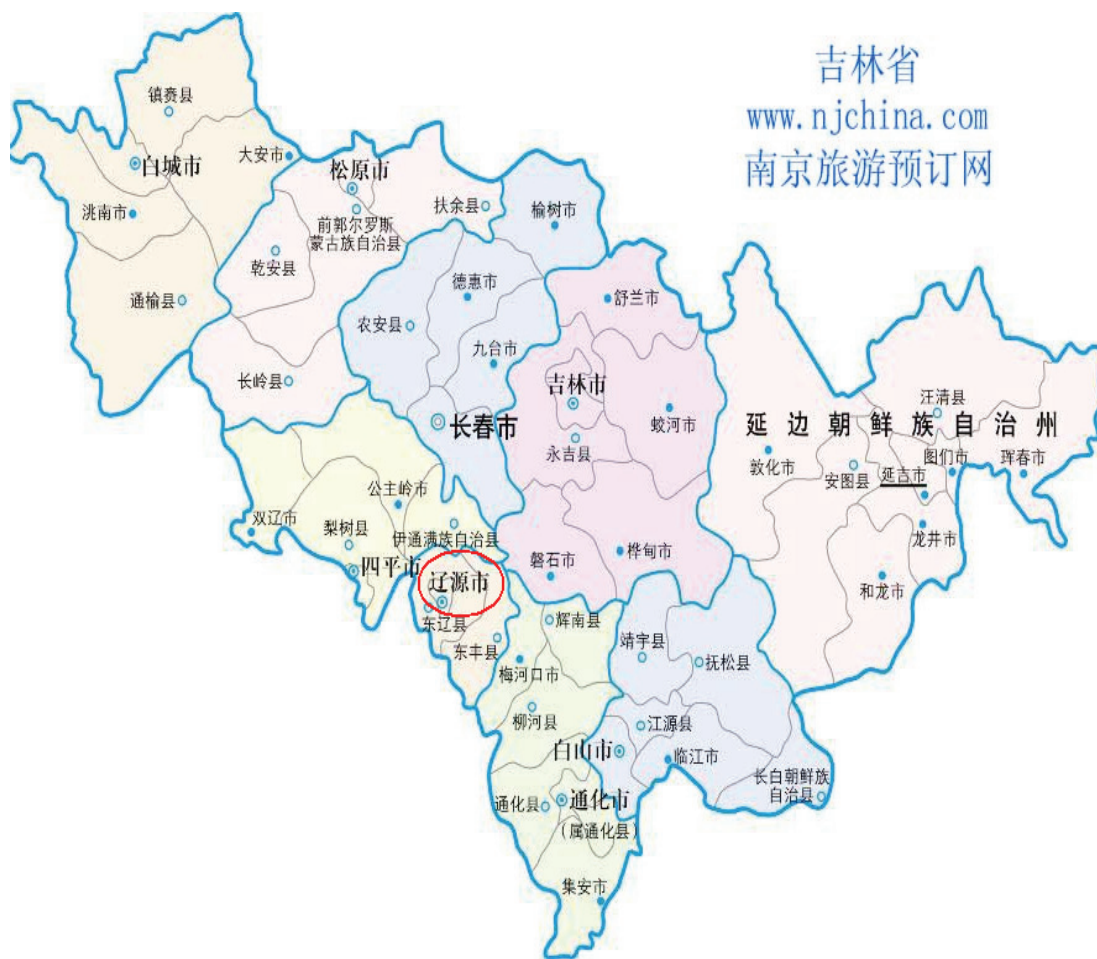 吉林省
www.njchina.com
南京旅游预订网
镇赉县
白城市
大安市
洮南市
通榆县
松原市
前郭尔罗斯
蒙古族自治县
扶余县
乾安县
长岭县
榆树市
德惠市
农安县
九台市
长春市
舒兰市
吉林市
永吉县
蛟河市
磐石市
桦甸市
延边朝鲜族自治州
汪清县
敦化市
安图县
延吉市
图们市
珲春市
龙井市
和龙市
双辽市
公主岭市
梨树县
伊通满族自治县
四平市
辽源市
东辽县
东丰县
辉南县
梅河口市
柳河县
通化县
通化市
(属通化县)
集安市
靖宇县
抚松县
江源县
白山市
临江市
长白朝鲜族
自治县